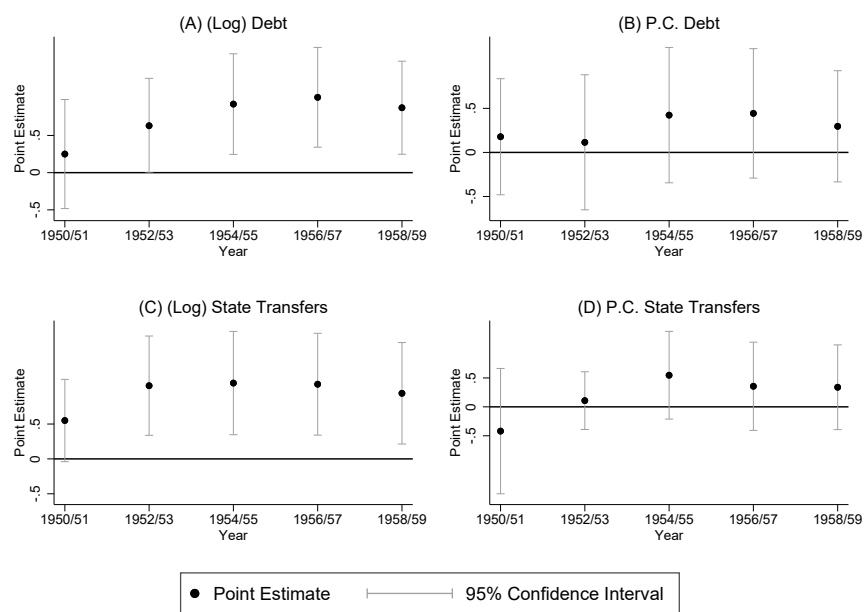 (A) (Log) Debt
Point Estimate
.5
0
-.5
1950/51 1952/53 1954/55 1956/57 1958/59
Year
(B) P.C. Debt
Point Estimate
.5
0
-.5
1950/51 1952/53 1954/55 1956/57 1958/59
Year
(C) (Log) State Transfers
Point Estimate
.5
0
-.5
1950/51 1952/53 1954/55 1956/57 1958/59
Year
(D) P.C. State Transfers
Point Estimate
.5
0
-.5
1950/51 1952/53 1954/55 1956/57 1958/59
Year
Point Estimate 95% Confidence Interval